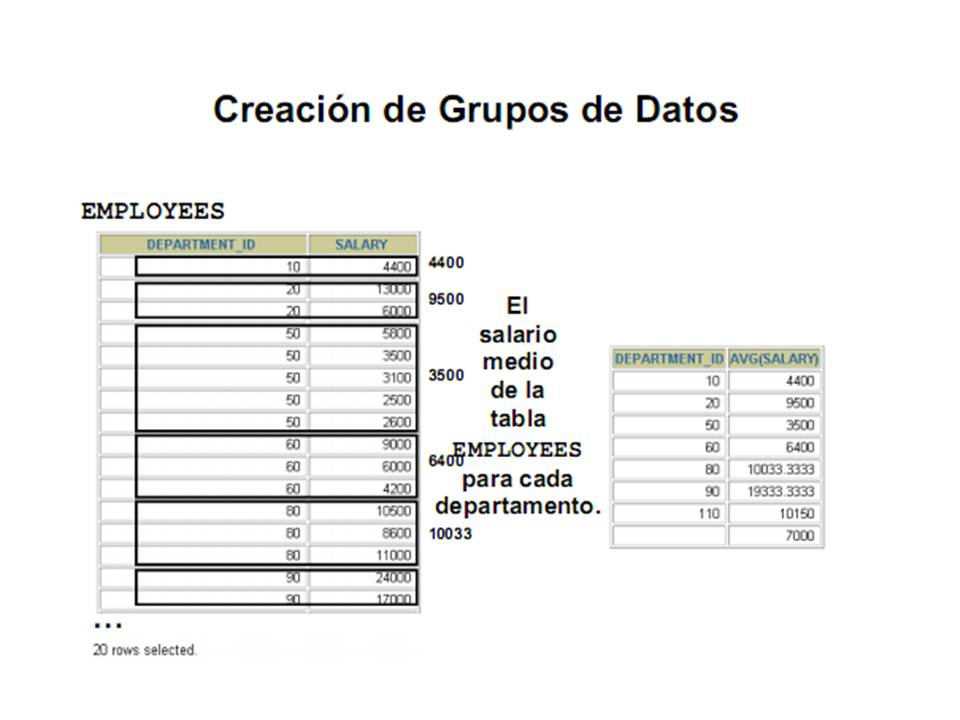 Creación de Grupos de Datos
EMPLOYEES
DEPARTMENT_ID SALARY
10 4400
20 13000
20 6000
50 5800
50 3500
50 3100
50 2500
50 2600
60 9000
60 6000
60 4200
80 10500
80 8600
80 11000
90 24000
90 17000
...
20 rows selected.
4400
9500
3500
6400
10033
El
salario
medio
de la
tabla
EMPLOYEES
para cada
departamento.
DEPARTMENT_ID AVG(SALARY)
10 4400
20 9500
50 3500
60 6400
80 10033.3333
90 19333.3333
110 10150
7000